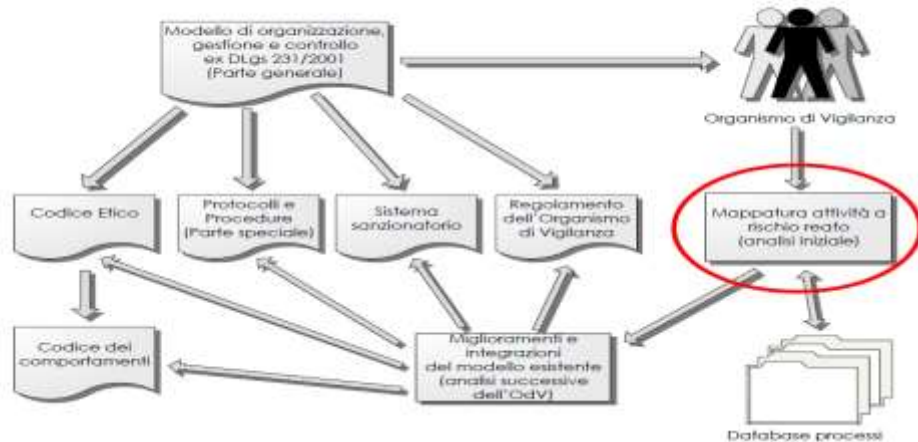 Modello di organizzazione,
gestione e controllo
ex DLgs 231/2001
(Parte generale)
Organismo di Vigilanza
Codice Etico
Protocolli e
Procedure
(Parte speciale)
Sistema
sanzionatorio
Regolamento
dell'Organismo
di Vigilanza
Mappatura attività a
rischio reato
(analisi iniziale)
Codice dei
comportamenti
Miglioramenti e
integrazioni
del modello esistente
(analisi successive
dell'OdV)
Database processi